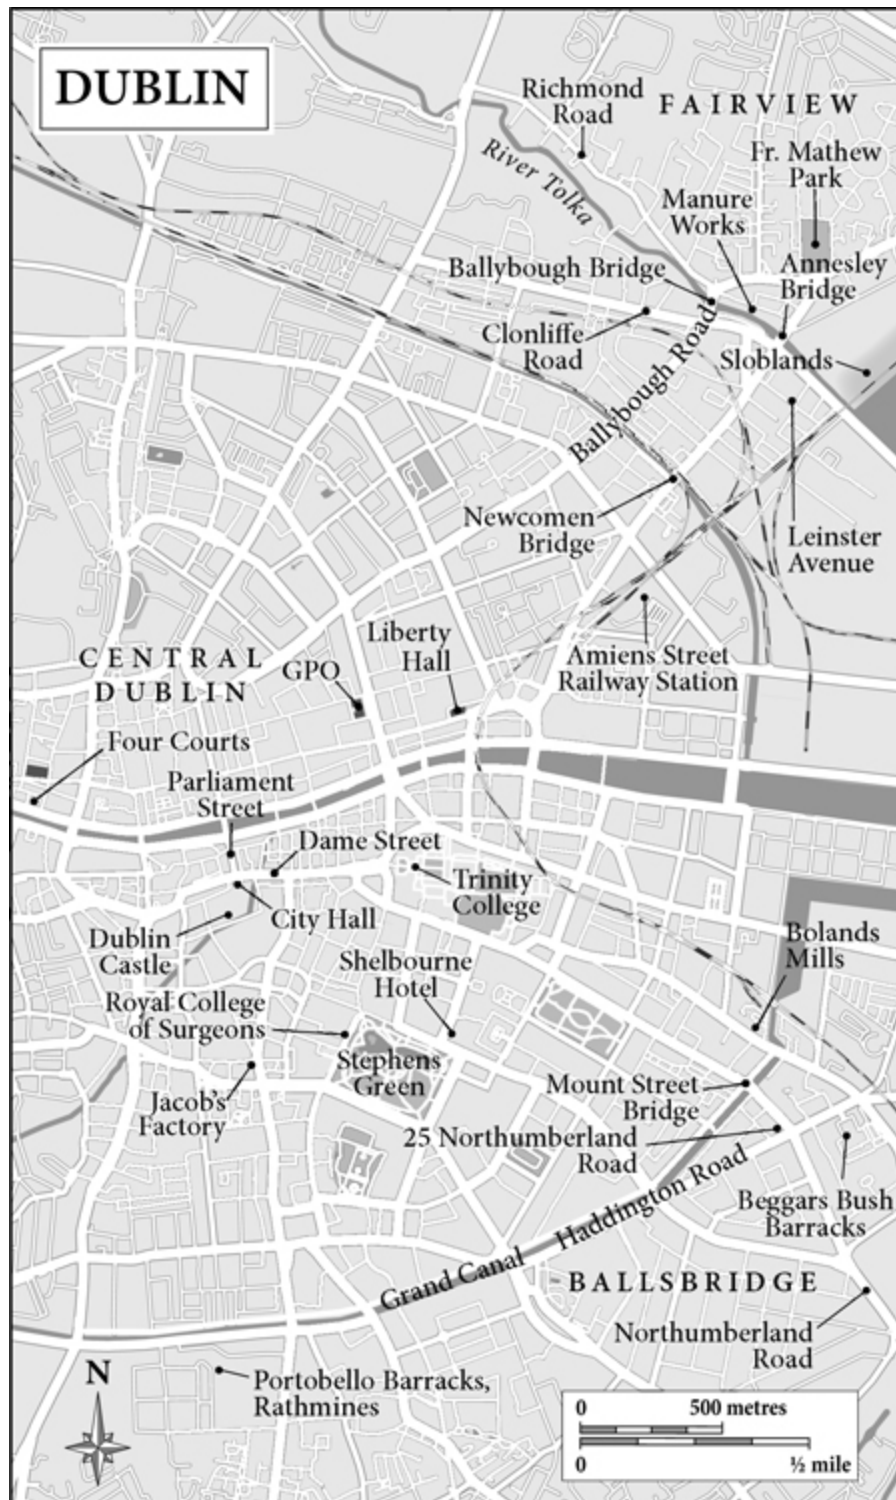 DUBLIN
Richmond
Road
FAIRVIEW
River Tolka
Fr. Mathew
Park
Manure
Works
Ballybough Bridge
Annesley
Bridge
Clonliffe
Road
Ballybough Road
Sloblands
Newcomen
Bridge
Leinster
Avenue
Liberty
Hall
CENTRAL
DUBLIN
GPO
Amiens Street
Railway Station
Four Courts
Parliament
Street
Dame Street
Trinity
College
City Hall
Dublin
Castle
Bolands
Mills
Shelbourne
Hotel
Royal College
of Surgeons
Stephens
Green
Jacob's
Factory
Mount Street
Bridge
25 Northumberland
Road
Haddington Road
Beggars Bush
Barracks
Grand Canal
BALLSBRIDGE
Northumberland
Road
N
Portobello Barracks,
Rathmines
0 500 metres
0 ½ mile